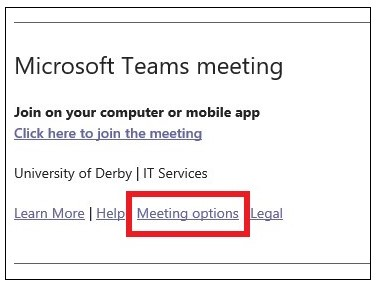 Microsoft Teams meeting
Join on your computer or mobile app
Click here to join the meeting
University of Derby | IT Services
Learn More | Help Meeting options Legal